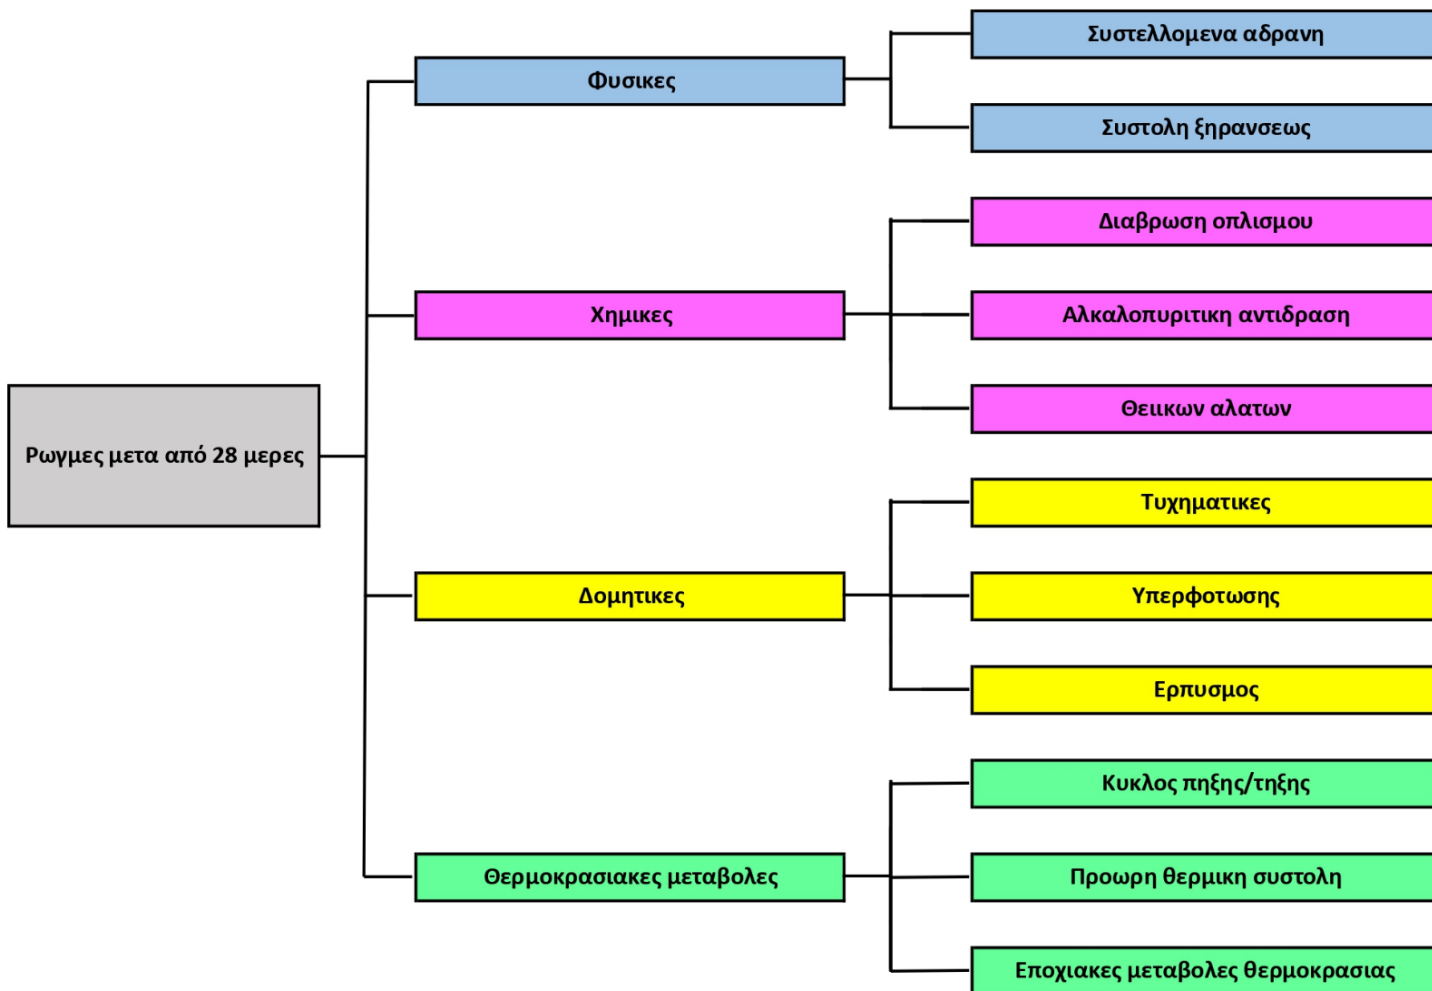 Ρωγμες μετα από 28 μερες
Φυσικες
Συστελλομενα αδρανη
Συστολη ξηρανσεως
Χημικες
Διαβρωση οπλισμου
Αλκαλοπυριτικη αντιδραση
Θειικων αλατων
Δομητικες
Τυχηματικες
Υπερφοτωσης
Ερπυσμος
Θερμοκρασιακες μεταβολες
Κυκλος πηξης/τηξης
Προωρη θερμικη συστολη
Εποχιακες μεταβολες θερμοκρασιας